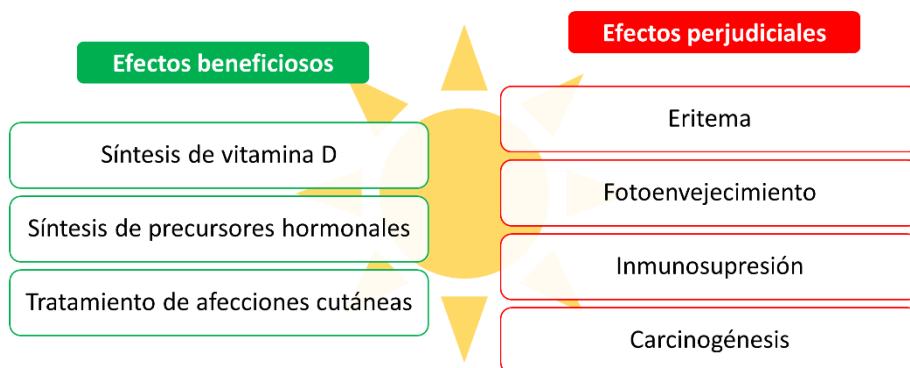 Efectos beneficiosos
Síntesis de vitamina D
Síntesis de precursores hormonales
Tratamiento de afecciones cutáneas
Efectos perjudiciales
Eritema
Fotoenvejecimiento
Inmunosupresión
Carcinogénesis